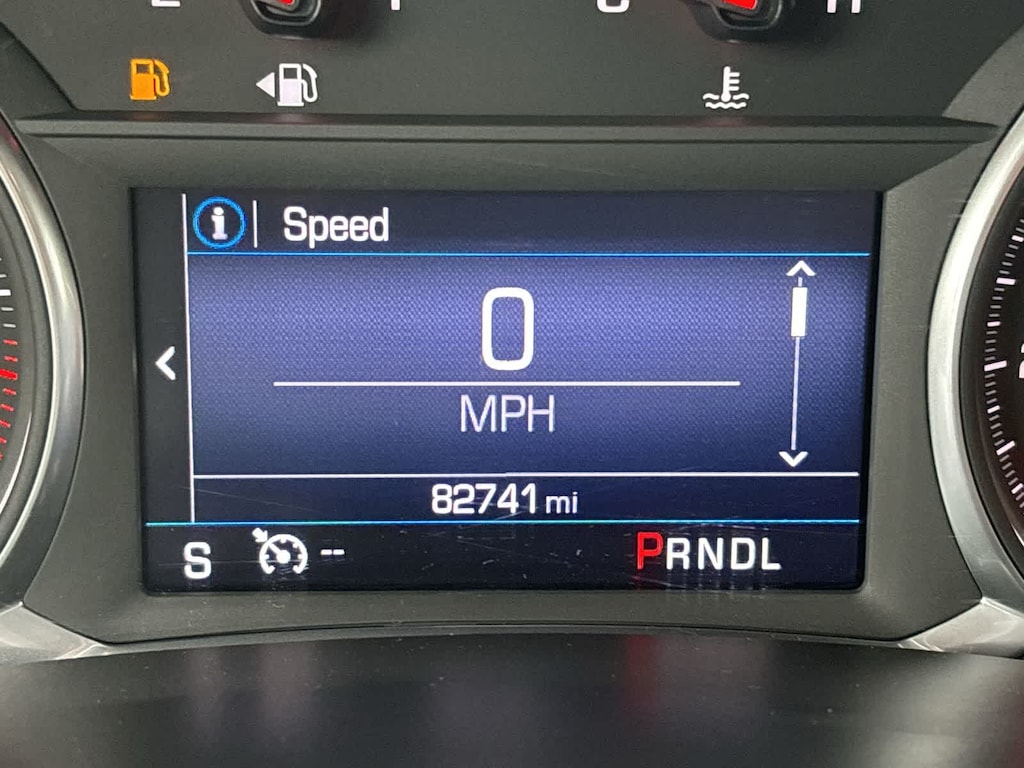 Speed
0
MPH
82741 mi
S --
PRNDL